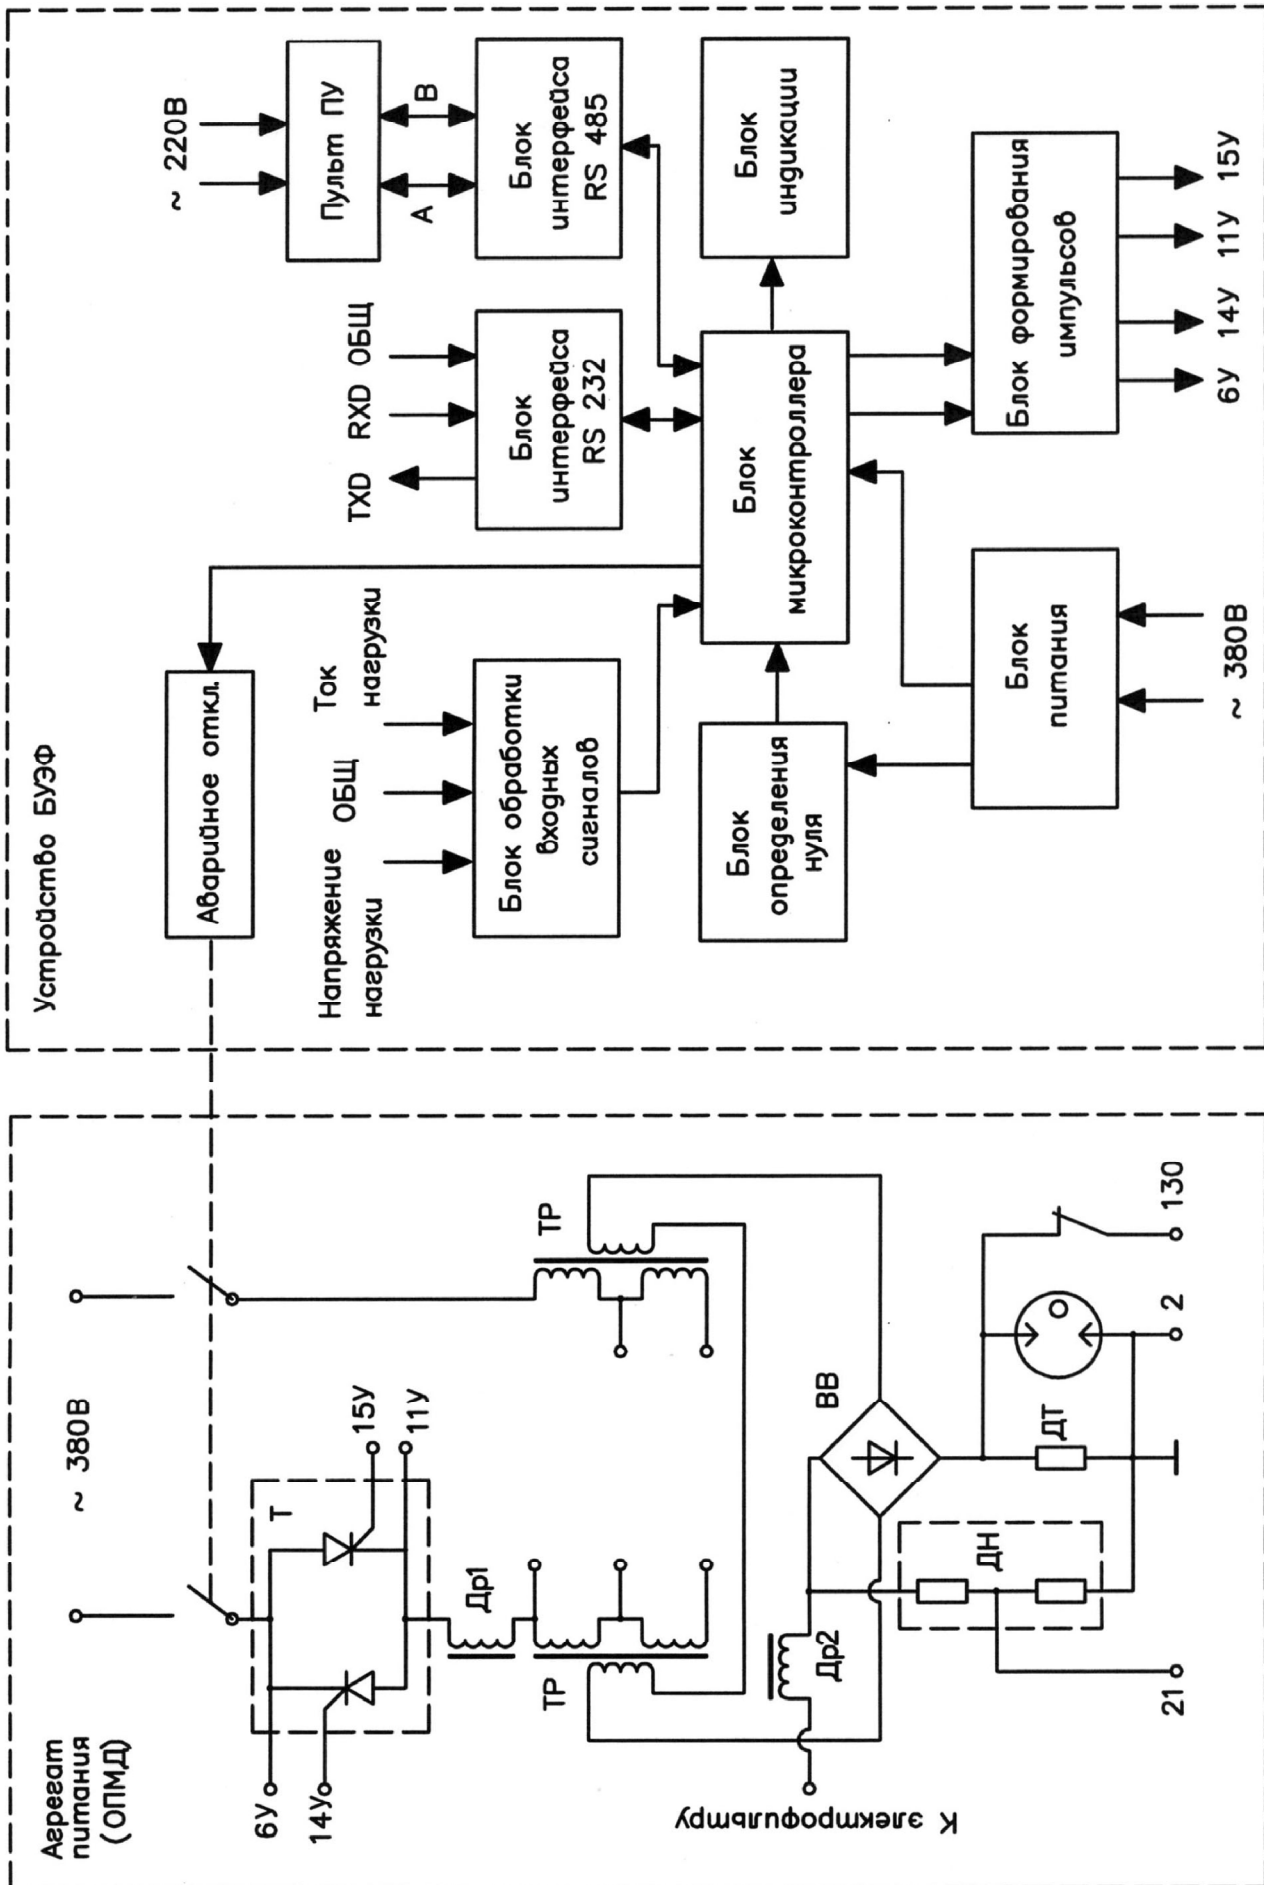 Агрегат
питания
(ОПМД)
~ 380В
6У
14У
Т
15У
11У
Др1
ТР
ТР
ВВ
Др2
ДН
ДТ
21
2
130
К электрофильтру
Устройство БУЭФ
Аварийное откл.
~ 220В
Пульт ПУ
А
В
Напряжение
нагрузки
ОБЩ
Ток
нагрузки
TXD
RXD
ОБЩ
Блок обработки
входных
сигналов
Блок
интерфейса
RS 232
Блок
интерфейса
RS 485
Блок
определения
нуля
Блок
микроконтроллера
Блок
индикации
Блок
питания
Блок формирования
импульсов
~ 380В
6У
14У
11У
15У